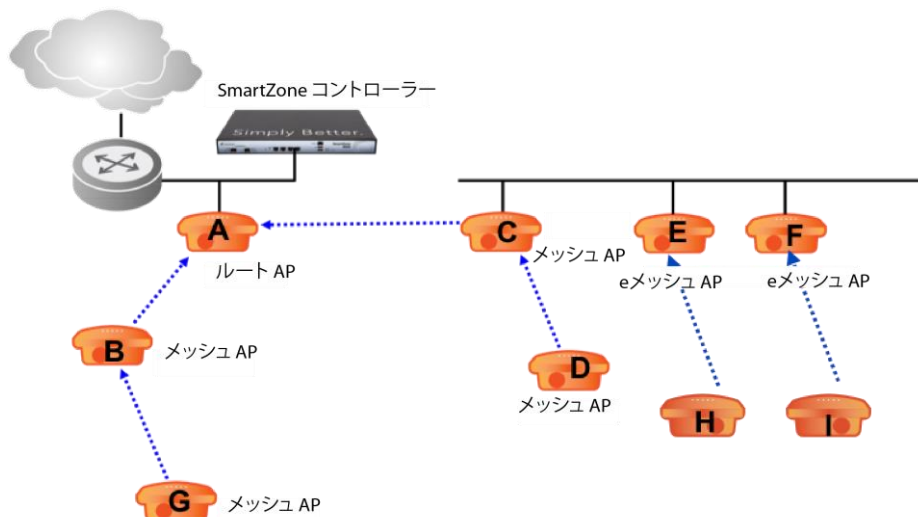 SmartZone コントローラー
Simply Better.
A
C
E
F
ルート AP
メッシュ AP
eメッシュ AP
eメッシュ AP
B
メッシュ AP
D
メッシュ AP
H
I
G
メッシュ AP